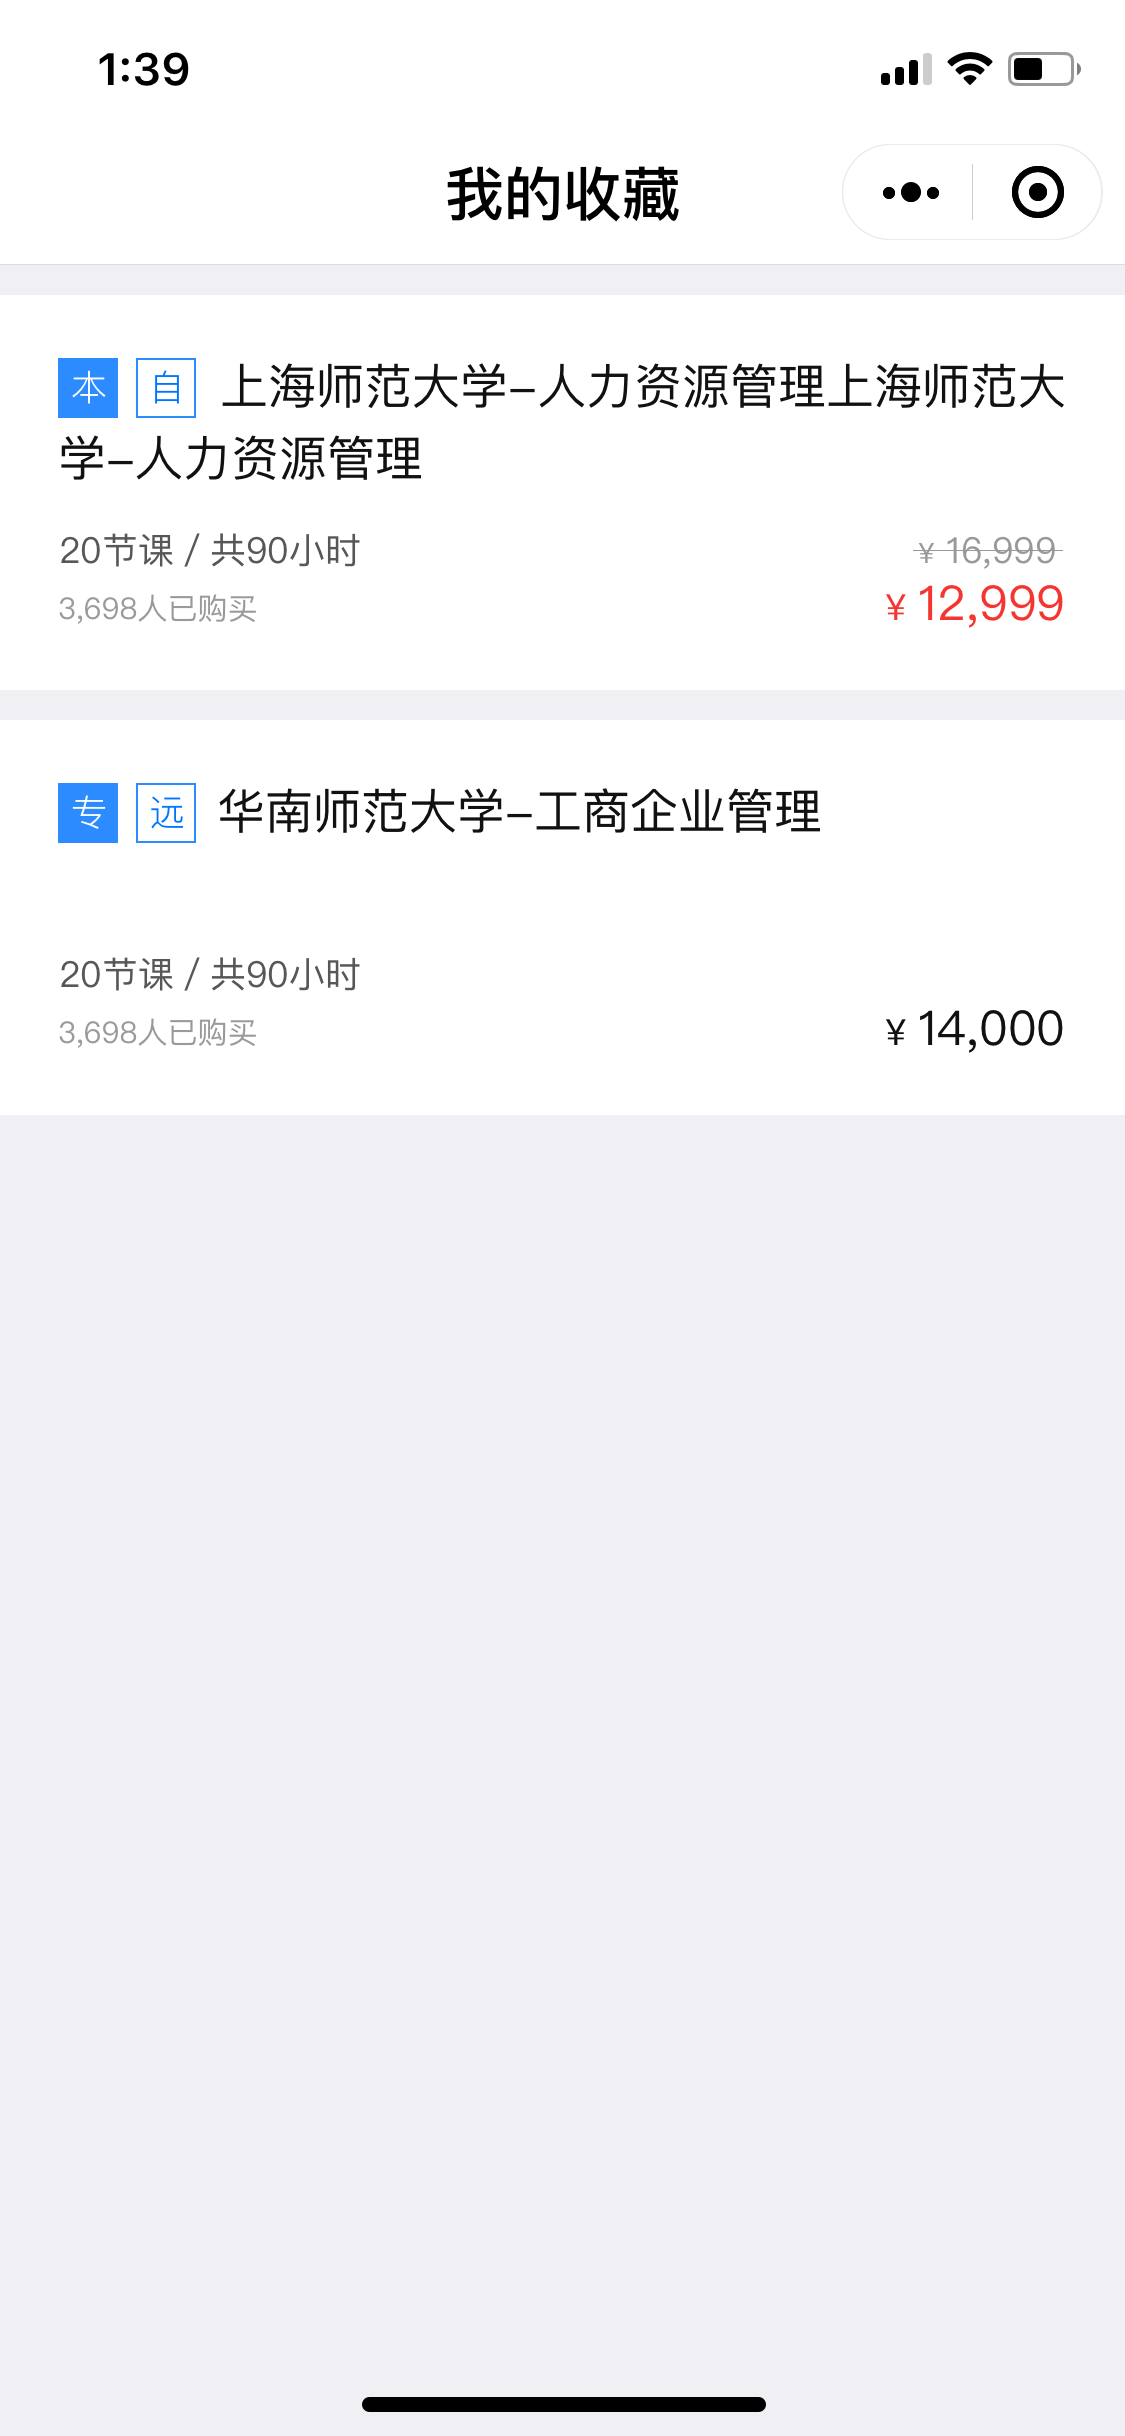 1:39
我的收藏
本 自 上海师范大学-人力资源管理上海师范大
学-人力资源管理
20节课 / 共90小时
¥ 16,999
3,698人已购买
¥ 12,999
专 远 华南师范大学-工商企业管理
20节课 / 共90小时
3,698人已购买
¥ 14,000